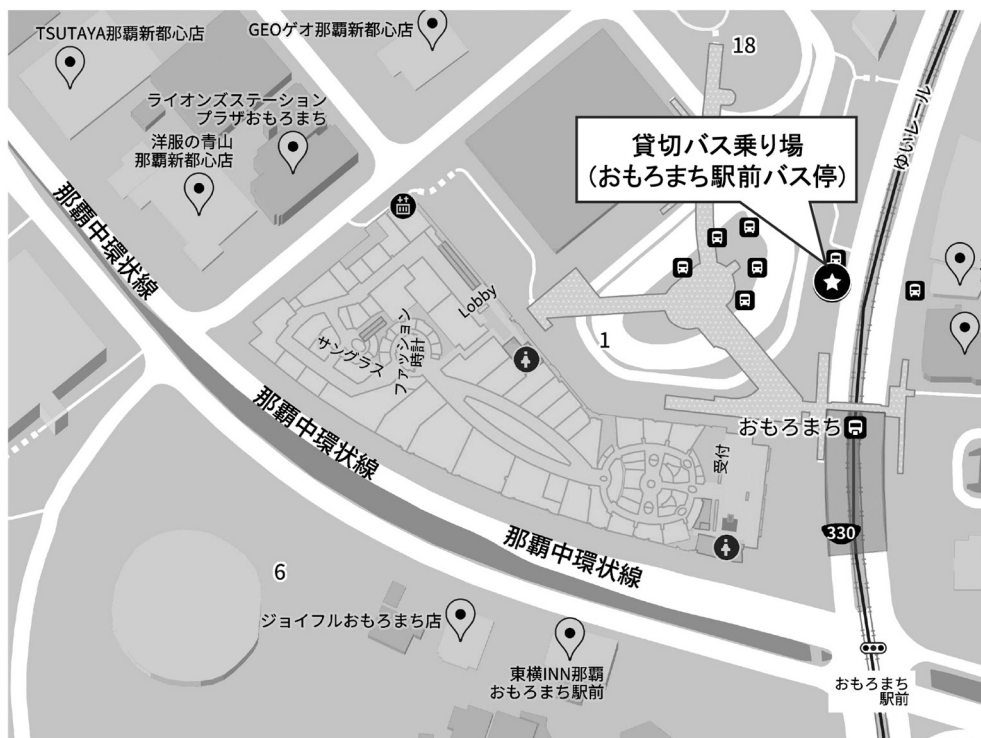 TSUTAYA那覇新都心店
GEOゲオ那覇新都心店
18
ライオンズステーション
プラザおもろまち
洋服の青山
那覇新都心店
貸切バス乗り場
(おもろまち駅前バス停)
ゆいレール
那覇中環状線
Lobby
サングラス
ファッション
時計
1
那覇中環状線
おもろまち
受付
330
那覇中環状線
6
ジョイフルおもろまち店
東横INN那覇
おもろまち駅前
おもろまち
駅前